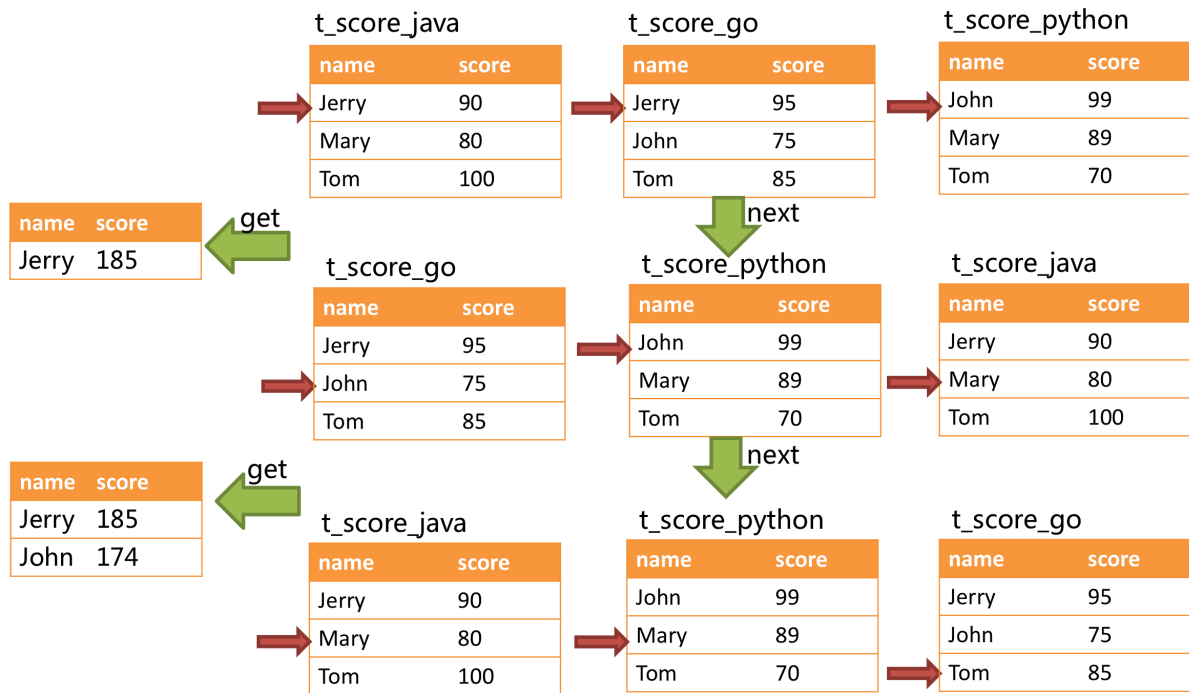 t_score_java
name score
Jerry 90
Mary 80
Tom 100
t_score_go
name score
Jerry 95
John 75
Tom 85
t_score_python
name score
John 99
Mary 89
Tom 70
get
name score
Jerry 185
next
t_score_go
name score
Jerry 95
John 75
Tom 85
t_score_python
name score
John 99
Mary 89
Tom 70
t_score_java
name score
Jerry 90
Mary 80
Tom 100
get
name score
Jerry 185
John 174
next
t_score_java
name score
Jerry 90
Mary 80
Tom 100
t_score_python
name score
John 99
Mary 89
Tom 70
t_score_go
name score
Jerry 95
John 75
Tom 85